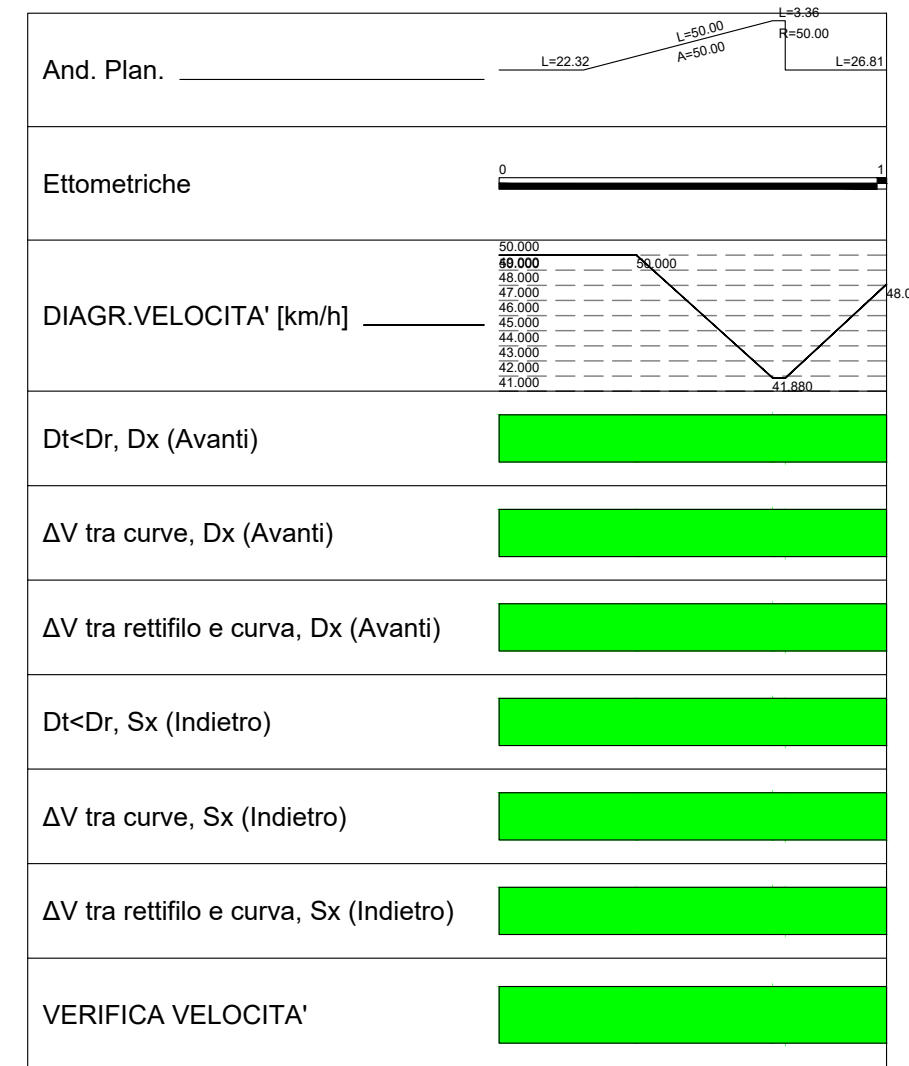 And. Plan.
L=22.32
L=50.00
A=50.00
L=3.36
R=50.00
L=26.81
Ettometriche
0
1
DIAGR.VELOCITA' [km/h]
50.000
49.000
48.000
47.000
46.000
45.000
44.000
43.000
42.000
41.000
50.000
41.880
48.0
Dt<Dr, Dx (Avanti)
ΔV tra curve, Dx (Avanti)
ΔV tra rettifilo e curva, Dx (Avanti)
Dt<Dr, Sx (Indietro)
ΔV tra curve, Sx (Indietro)
ΔV tra rettifilo e curva, Sx (Indietro)
VERIFICA VELOCITA'